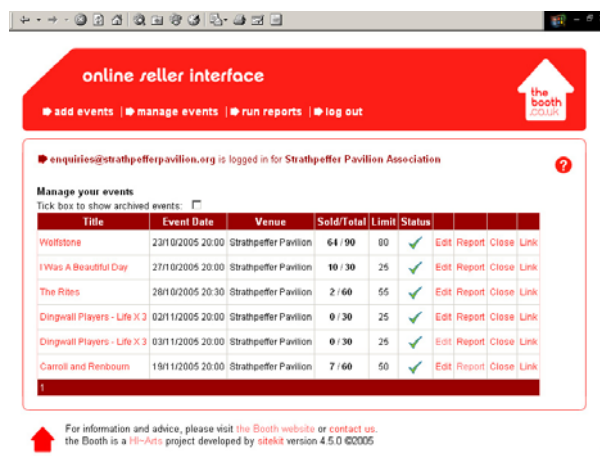 online seller interface
add events | manage events | run reports | log out
the
booth
.co.uk
enquiries@strathpefferpavilion.org is logged in for Strathpeffer Pavilion Association
?
Manage your events
Tick box to show archived events:
Title Event Date Venue Sold/Total Limit Status
Wolfstone 23/10/2005 20:00 Strathpeffer Pavilion 64 / 90 80 Edit Report Close Link
I Was A Beautiful Day 27/10/2005 20:00 Strathpeffer Pavilion 10 / 30 25 Edit Report Close Link
The Rites 28/10/2005 20:30 Strathpeffer Pavilion 2 / 60 55 Edit Report Close Link
Dingwall Players - Life X 3 02/11/2005 20:00 Strathpeffer Pavilion 0 / 30 25 Edit Report Close Link
Dingwall Players - Life X 3 03/11/2005 20:00 Strathpeffer Pavilion 0 / 30 25 Edit Report Close Link
Carroll and Renbourn 19/11/2005 20:00 Strathpeffer Pavilion 7 / 60 50 Edit Report Close Link
1
For information and advice, please visit the Booth website or contact us.
the Booth is a HI~Arts project developed by sitekit version 4.5.0 ©2005